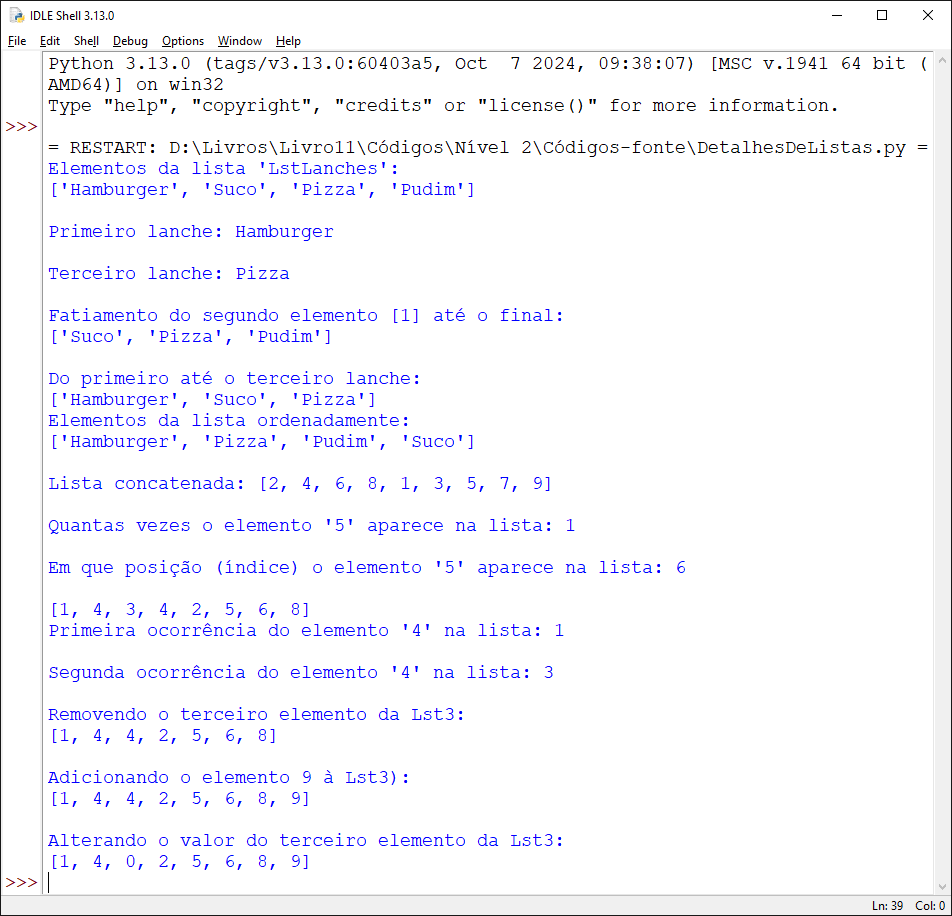 IDLE Shell 3.13.0
File Edit Shell Debug Options Window Help
Python 3.13.0 (tags/v3.13.0:60403a5, Oct  7 2024, 09:38:07) [MSC v.1941 64 bit (
AMD64)] on win32
Type "help", "copyright", "credits" or "license()" for more information.
>>>
= RESTART: D:\Livros\Livro11\Códigos\Nível 2\Códigos-fonte\DetalhesDeListas.py =
Elementos da lista 'LstLanches':
['Hamburger', 'Suco', 'Pizza', 'Pudim']
Primeiro lanche: Hamburger
Terceiro lanche: Pizza
Fatiamento do segundo elemento [1] até o final:
['Suco', 'Pizza', 'Pudim']
Do primeiro até o terceiro lanche:
['Hamburger', 'Suco', 'Pizza']
Elementos da lista ordenadamente:
['Hamburger', 'Pizza', 'Pudim', 'Suco']
Lista concatenada: [2, 4, 6, 8, 1, 3, 5, 7, 9]
Quantas vezes o elemento '5' aparece na lista: 1
Em que posição (índice) o elemento '5' aparece na lista: 6
[1, 4, 3, 4, 2, 5, 6, 8]
Primeira ocorrência do elemento '4' na lista: 1
Segunda ocorrência do elemento '4' na lista: 3
Removendo o terceiro elemento da Lst3:
[1, 4, 4, 2, 5, 6, 8]
Adicionando o elemento 9 à Lst3):
[1, 4, 4, 2, 5, 6, 8, 9]
Alterando o valor do terceiro elemento da Lst3:
[1, 4, 0, 2, 5, 6, 8, 9]
>>>
Ln: 39 Col: 0